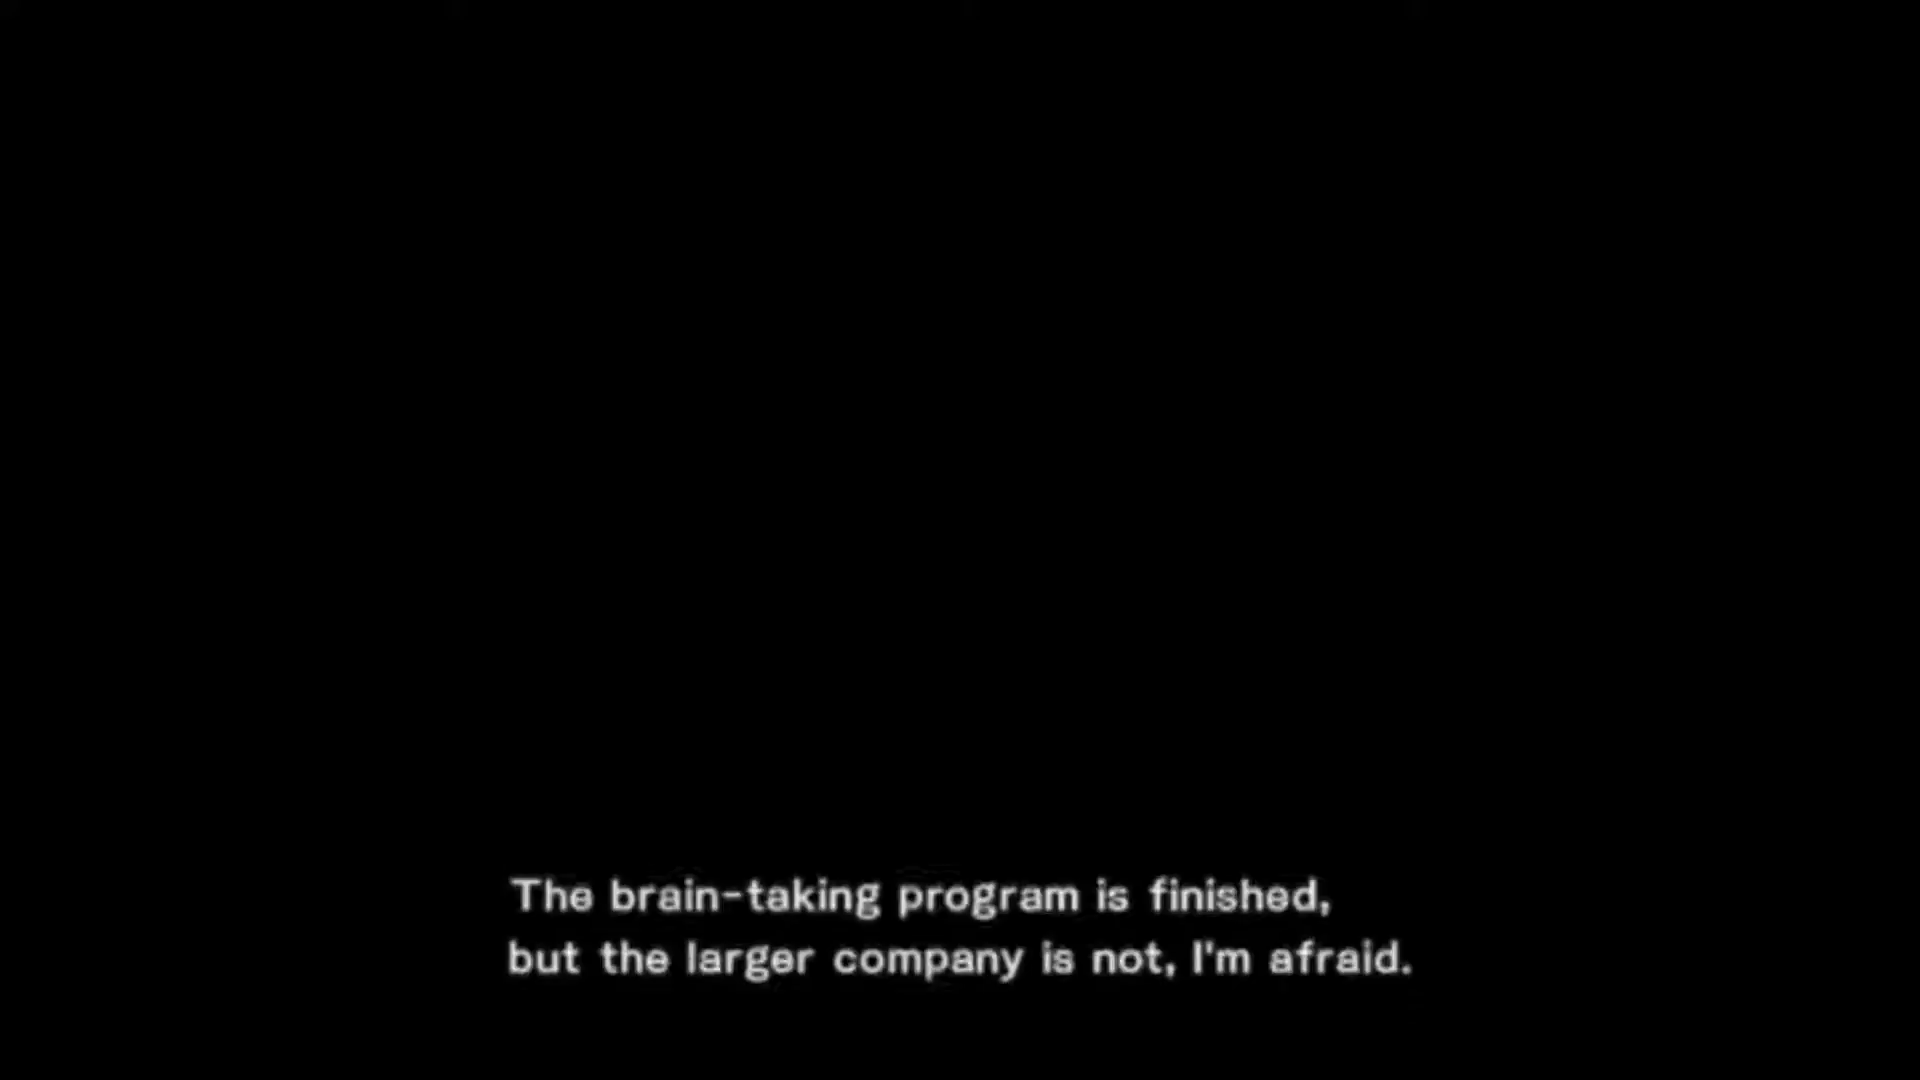 The brain-taking program is finished,
but the larger company is not, I'm afraid.